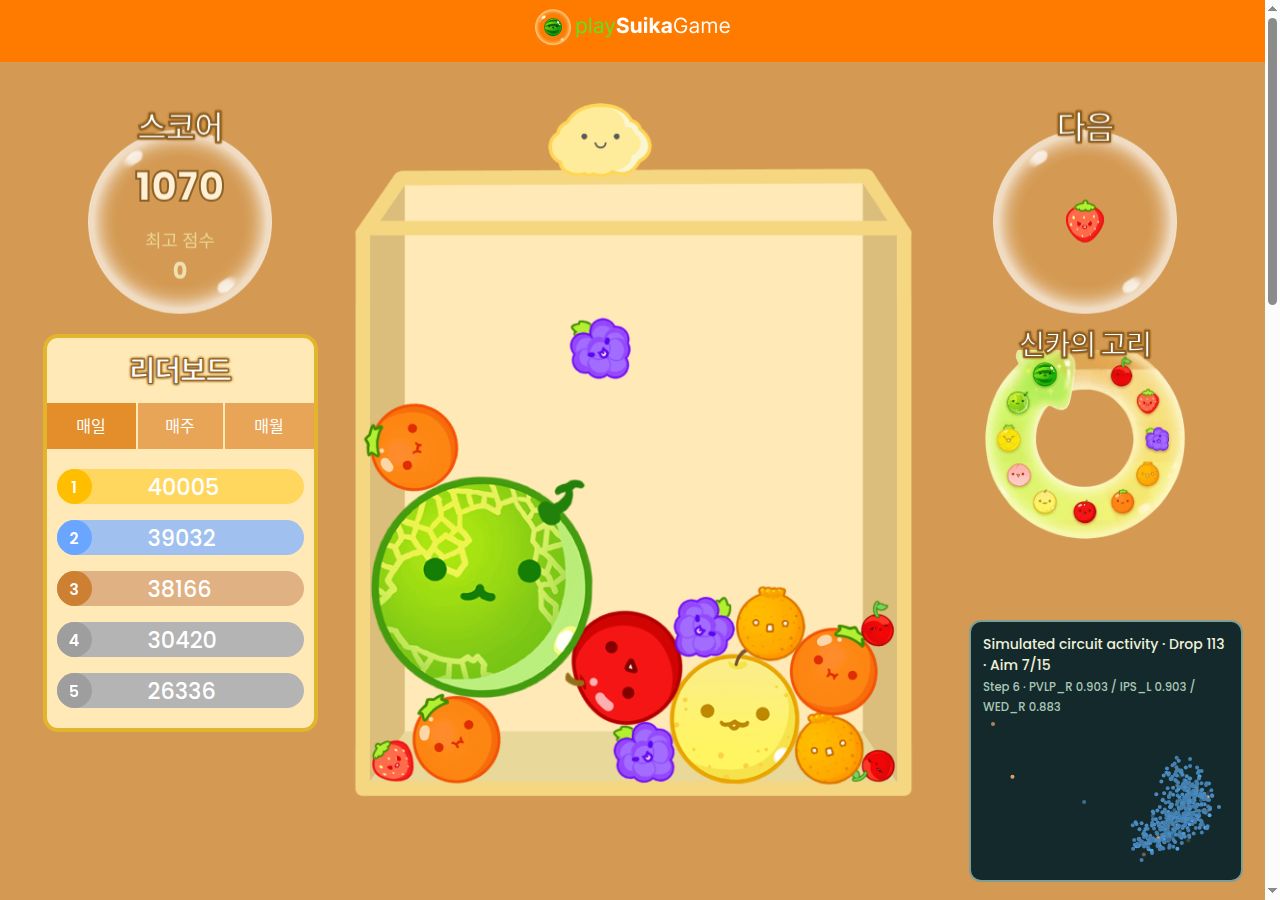 playSuikaGame
스코어
1070
최고 점수
0
리더보드
매일 매주 매월
1 40005
2 39032
3 38166
4 30420
5 26336
다음
신카의 고리
Simulated circuit activity · Drop 113
· Aim 7/15
Step 6 · PVLP_R 0.903 / IPS_L 0.903 /
WED_R 0.883